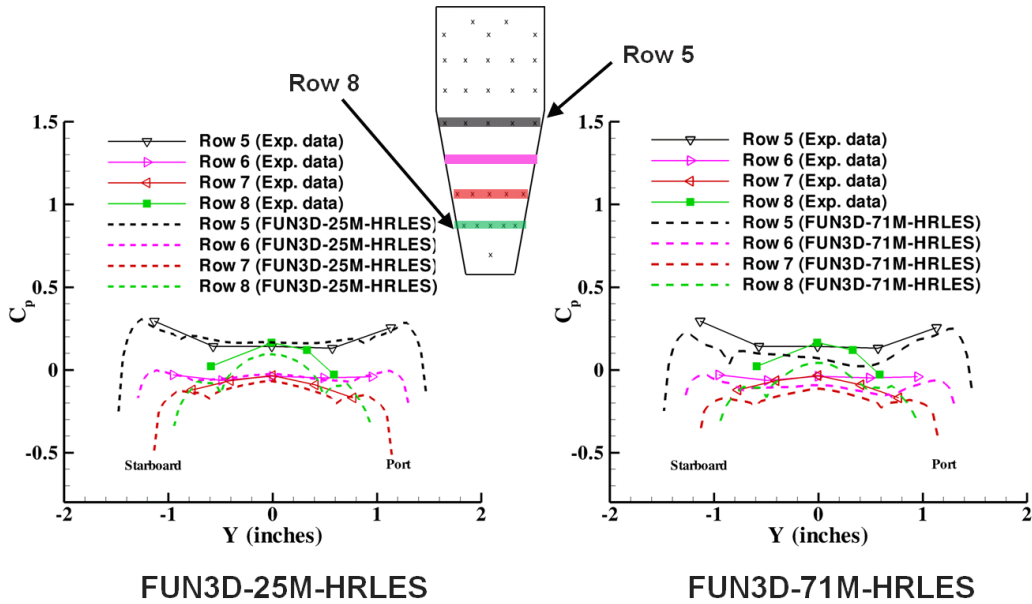 Row 5
Row 8
1.5
1
0.5
0
-0.5
Cp
Row 5 (Exp. data)
Row 6 (Exp. data)
Row 7 (Exp. data)
Row 8 (Exp. data)
Row 5 (FUN3D-25M-HRLES)
Row 6 (FUN3D-25M-HRLES)
Row 7 (FUN3D-25M-HRLES)
Row 8 (FUN3D-25M-HRLES)
Starboard
Port
-2
-1
0
1
2
Y (inches)
FUN3D-25M-HRLES
1.5
1
0.5
0
-0.5
Cp
Row 5 (Exp. data)
Row 6 (Exp. data)
Row 7 (Exp. data)
Row 8 (Exp. data)
Row 5 (FUN3D-71M-HRLES)
Row 6 (FUN3D-71M-HRLES)
Row 7 (FUN3D-71M-HRLES)
Row 8 (FUN3D-71M-HRLES)
Starboard
Port
-2
-1
0
1
2
Y (inches)
FUN3D-71M-HRLES